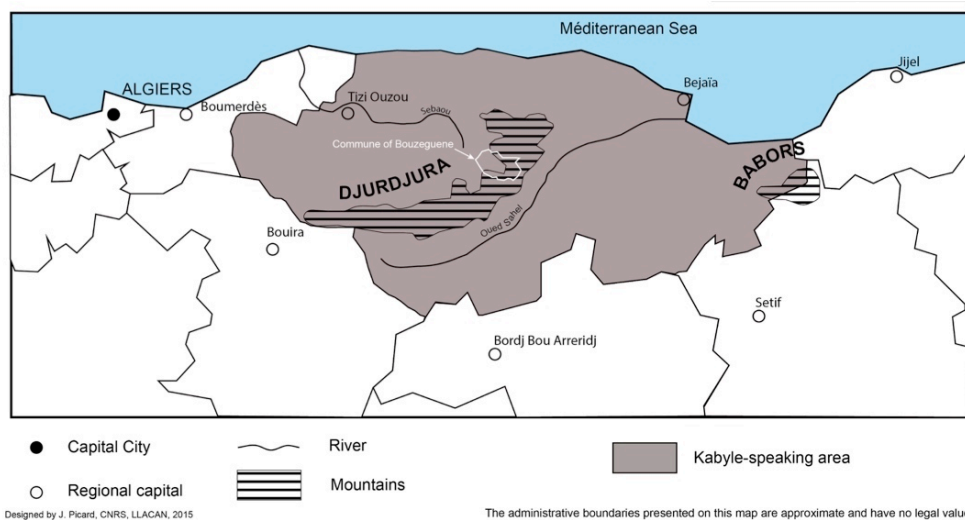 Méditerranean Sea
Jijel
ALGIERS
Bejaïa
Boumerdès
Tizi Ouzou
Sebaou
Commune of Bouzeguene
DJURDJURA
BABORS
Oued Sahel
Bouira
Setif
Bordj Bou Arreridj
Capital City
River
Kabyle-speaking area
Regional capital
Mountains
Designed by J. Picard, CNRS, LLACAN, 2015
The administrative boundaries presented on this map are approximate and have no legal value